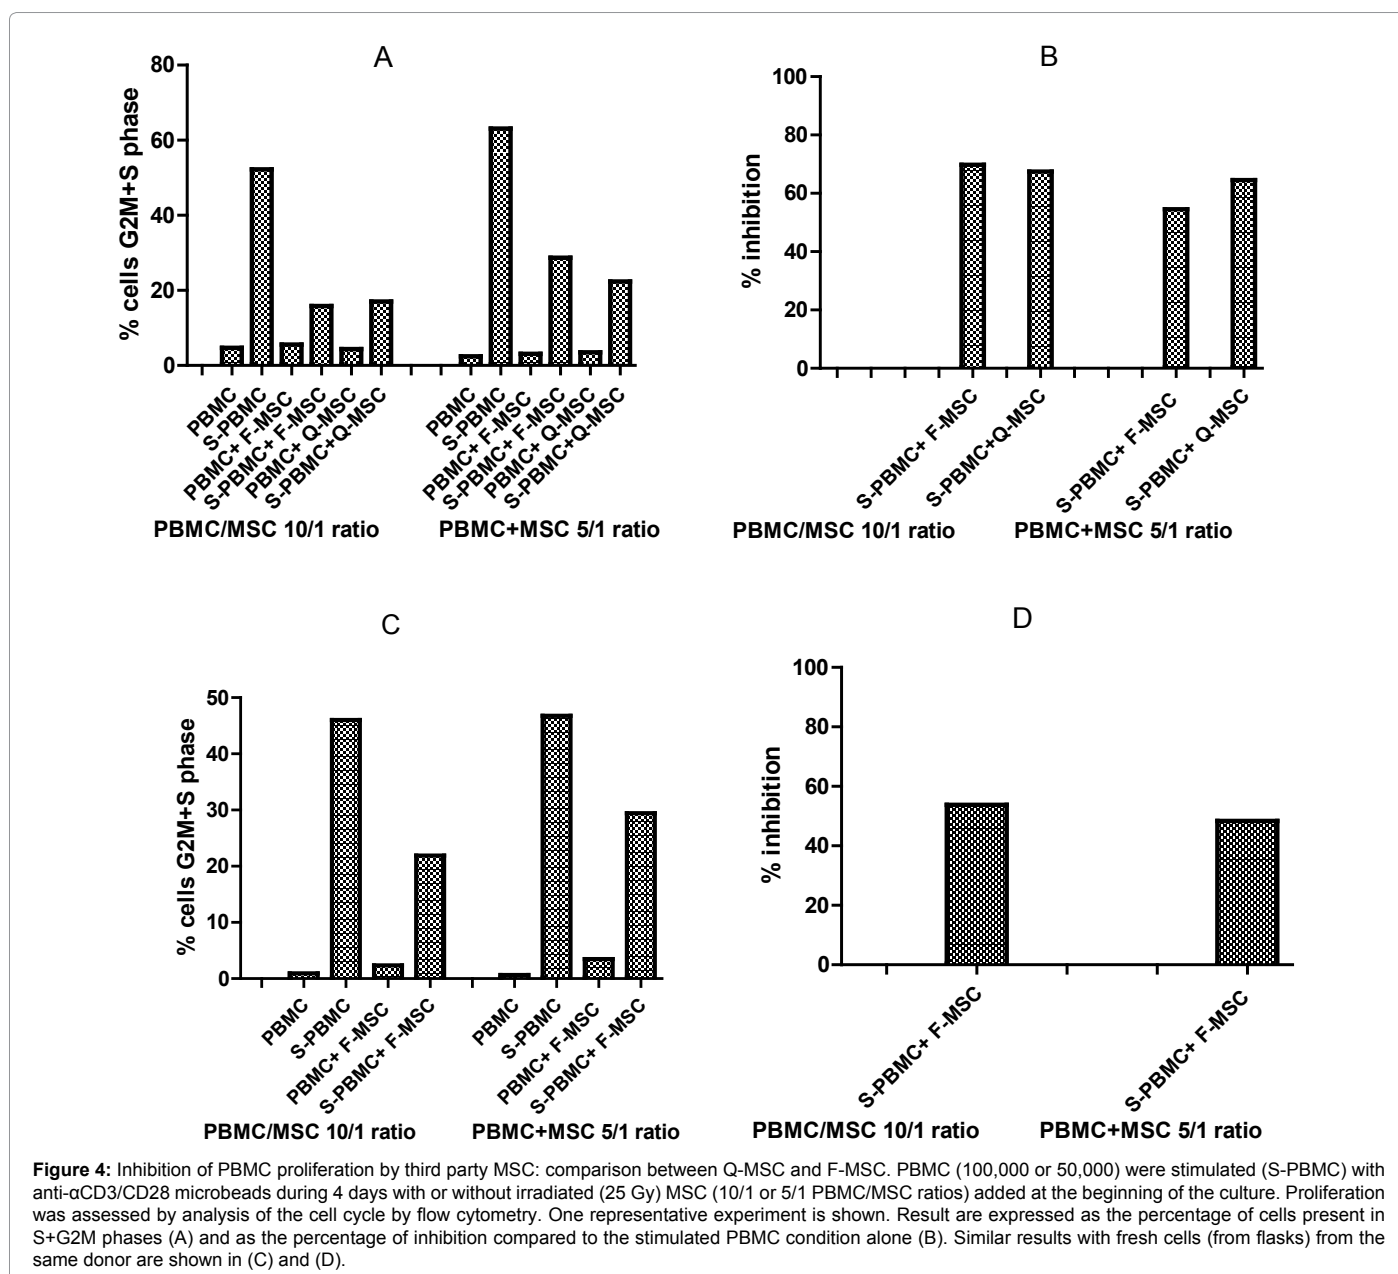 A
% cells G2M+S phase
80
60
40
20
0
PBMC
S-PBMC
PBMC+ F-MSC
S-PBMC+ F-MSC
PBMC+ Q-MSC
S-PBMC+Q-MSC
PBMC
S-PBMC
PBMC+ F-MSC
S-PBMC+ F-MSC
PBMC+ Q-MSC
S-PBMC+Q-MSC
PBMC/MSC 10/1 ratio
PBMC+MSC 5/1 ratio
B
% inhibition
100
80
60
40
20
0
S-PBMC+ F-MSC
S-PBMC+Q-MSC
S-PBMC+ F-MSC
S-PBMC+ Q-MSC
PBMC/MSC 10/1 ratio
PBMC+MSC 5/1 ratio
C
% cells G2M+S phase
50
40
30
20
10
0
PBMC
S-PBMC
PBMC+ F-MSC
S-PBMC+ F-MSC
PBMC
S-PBMC
PBMC+ F-MSC
S-PBMC+ F-MSC
PBMC/MSC 10/1 ratio
PBMC+MSC 5/1 ratio
D
% inhibition
100
80
60
40
20
0
S-PBMC+ F-MSC
S-PBMC+ F-MSC
PBMC/MSC 10/1 ratio
PBMC+MSC 5/1 ratio
Figure 4: Inhibition of PBMC proliferation by third party MSC: comparison between Q-MSC and F-MSC. PBMC (100,000 or 50,000) were stimulated (S-PBMC) with
anti-αCD3/CD28 microbeads during 4 days with or without irradiated (25 Gy) MSC (10/1 or 5/1 PBMC/MSC ratios) added at the beginning of the culture. Proliferation
was assessed by analysis of the cell cycle by flow cytometry. One representative experiment is shown. Result are expressed as the percentage of cells present in
S+G2M phases (A) and as the percentage of inhibition compared to the stimulated PBMC condition alone (B). Similar results with fresh cells (from flasks) from the
same donor are shown in (C) and (D).